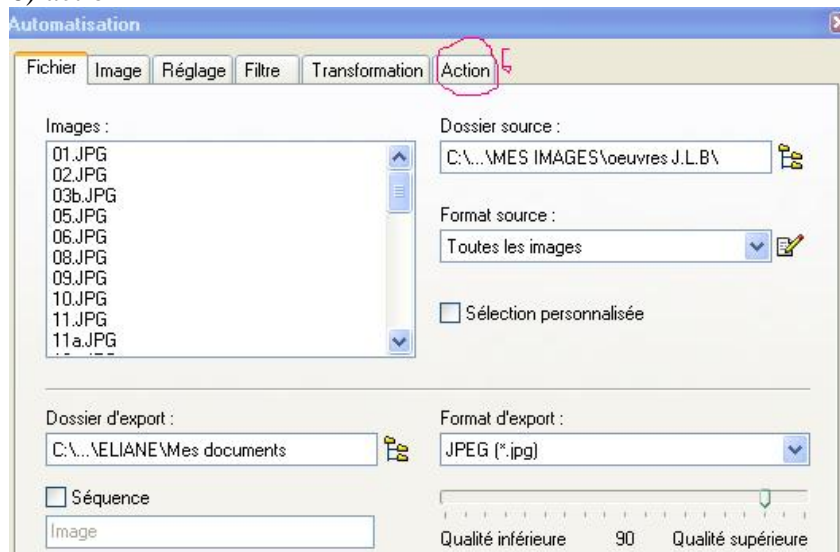 Automatisation
Fichier Image Réglage Filtre Transformation Action
Images :
01.JPG
02.JPG
03b.JPG
05.JPG
06.JPG
08.JPG
09.JPG
10.JPG
11.JPG
11a.JPG
Dossier source :
C:\...\MES IMAGES\oeuvres J.L.B\
Format source :
Toutes les images
Sélection personnalisée
Dossier d'export :
C:\...\ELIANE\Mes documents
Séquence
Image
Format d'export :
JPEG (*.jpg)
Qualité inférieure 90 Qualité supérieure